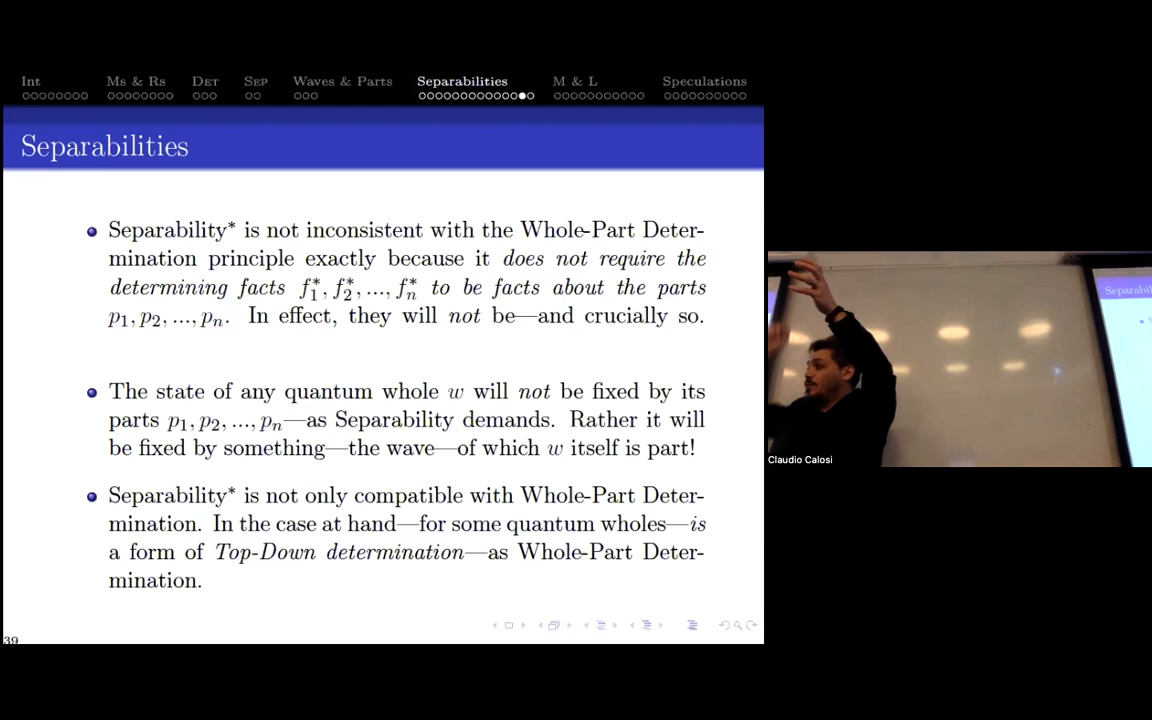 Int Ms & Rs Det Sep Waves & Parts Separabilities M & L Speculations
Separabilities
Separability* is not inconsistent with the Whole-Part Deter-
mination principle exactly because it does not require the
determining facts f₁*, f₂*, ..., fₙ* to be facts about the parts
p₁, p₂, ..., pₙ. In effect, they will not be—and crucially so.
The state of any quantum whole w will not be fixed by its
parts p₁, p₂, ..., pₙ—as Separability demands. Rather it will
be fixed by something—the wave—of which w itself is part!
Separability* is not only compatible with Whole-Part Deter-
mination. In the case at hand—for some quantum wholes—is
a form of Top-Down determination—as Whole-Part Deter-
mination.
39
Claudio Calosi